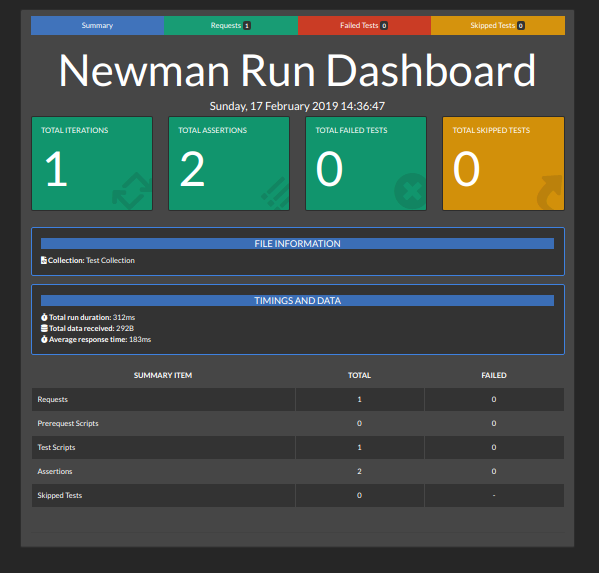 Summary Requests 1 Failed Tests 0 Skipped Tests 0
Newman Run Dashboard
Sunday, 17 February 2019 14:36:47
TOTAL ITERATIONS TOTAL ASSERTIONS TOTAL FAILED TESTS TOTAL SKIPPED TESTS
1 2 0 0
FILE INFORMATION
Collection: Test Collection
TIMINGS AND DATA
Total run duration: 312ms
Total data received: 292B
Average response time: 183ms
SUMMARY ITEM TOTAL FAILED
Requests 1 0
Prerequest Scripts 0 0
Test Scripts 1 0
Assertions 2 0
Skipped Tests 0 -